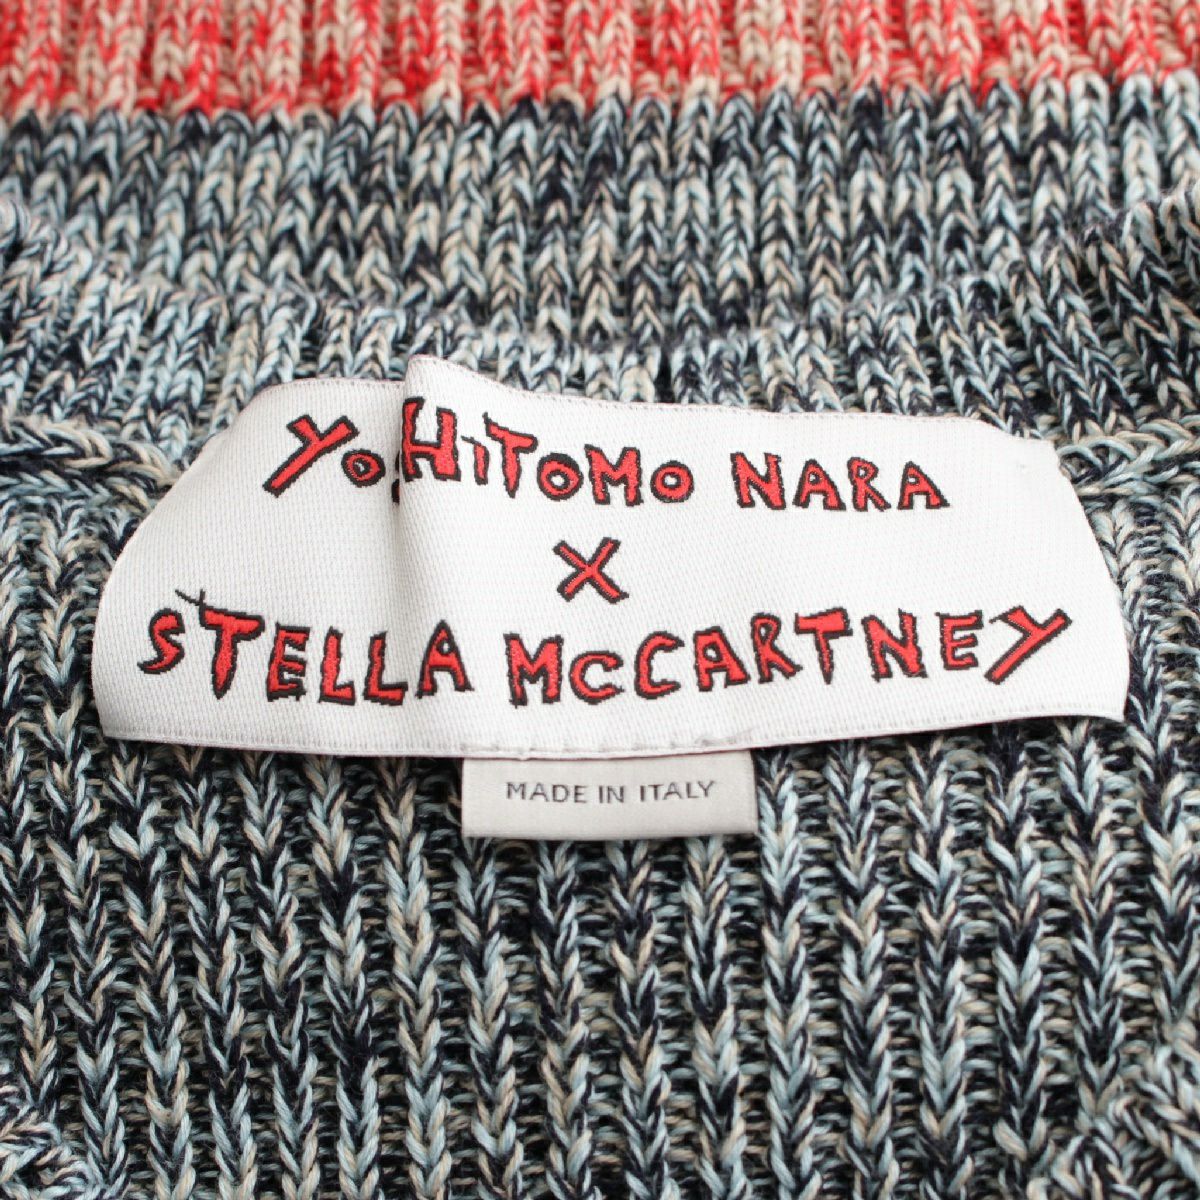 YOSHITOMO NARA
X
STELLA McCARTNEY
MADE IN ITALY